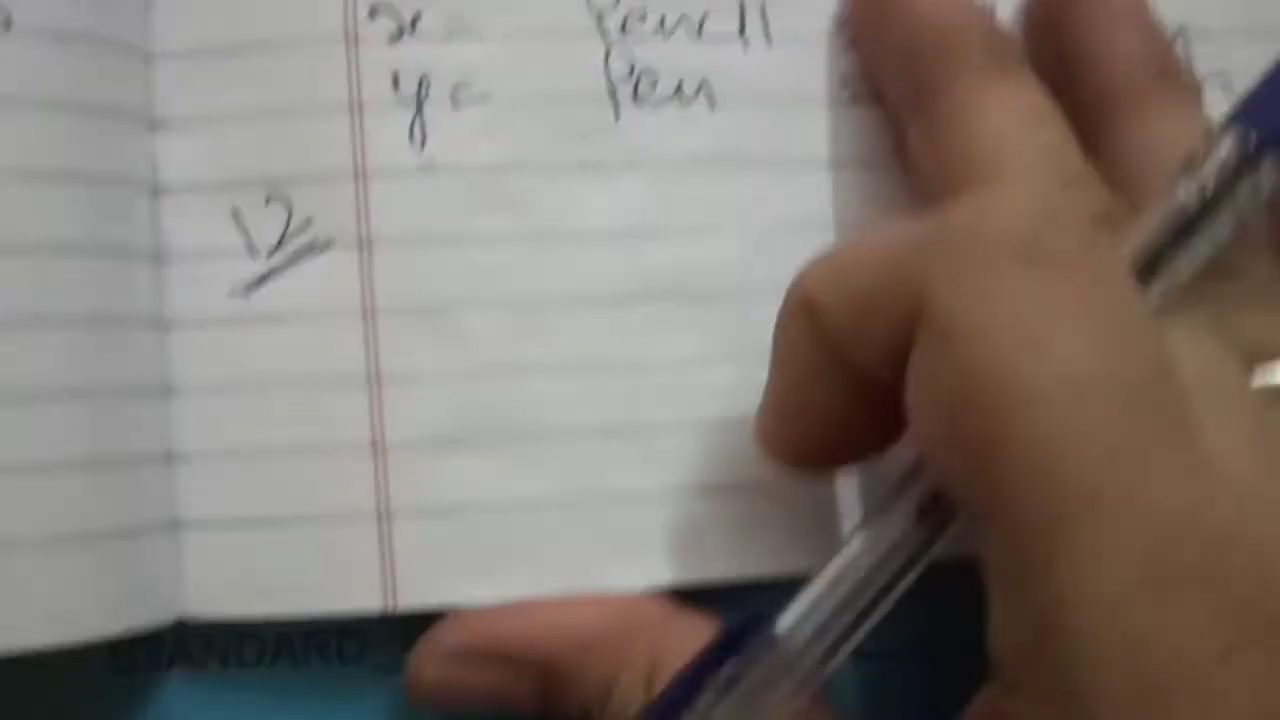 x = Pencil
y = Pen
12
STANDARD